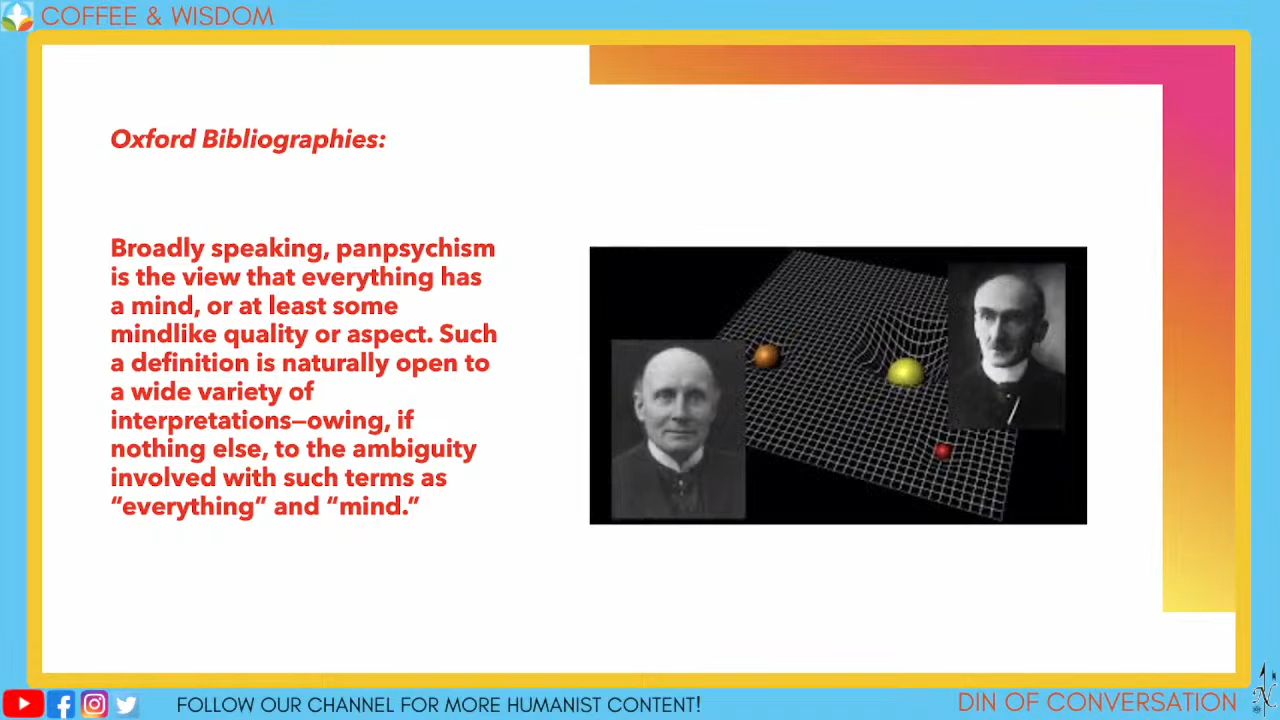 COFFEE & WISDOM
Oxford Bibliographies:
Broadly speaking, panpsychism
is the view that everything has
a mind, or at least some
mindlike quality or aspect. Such
a definition is naturally open to
a wide variety of
interpretations—owing, if
nothing else, to the ambiguity
involved with such terms as
“everything” and “mind.”
FOLLOW OUR CHANNEL FOR MORE HUMANIST CONTENT!
DIN OF CONVERSATION